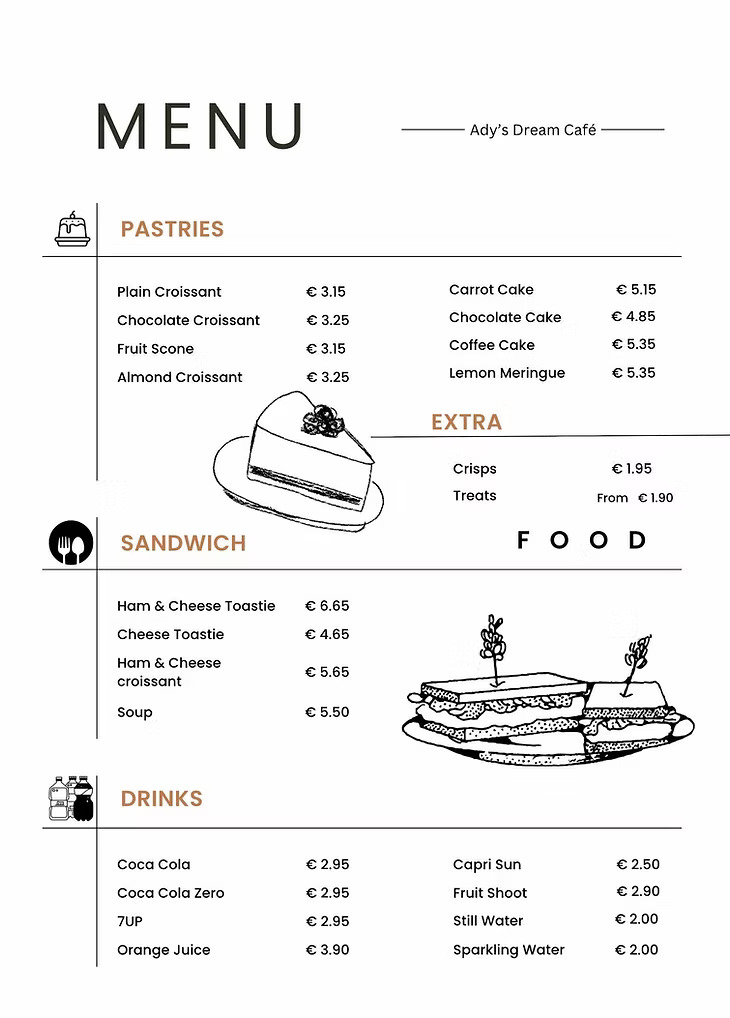 MENU
Ady's Dream Café
PASTRIES
Plain Croissant € 3.15
Chocolate Croissant € 3.25
Fruit Scone € 3.15
Almond Croissant € 3.25
Carrot Cake € 5.15
Chocolate Cake € 4.85
Coffee Cake € 5.35
Lemon Meringue € 5.35
EXTRA
Crisps € 1.95
Treats From € 1.90
SANDWICH
FOOD
Ham & Cheese Toastie € 6.65
Cheese Toastie € 4.65
Ham & Cheese
croissant € 5.65
Soup € 5.50
DRINKS
Coca Cola € 2.95
Coca Cola Zero € 2.95
7UP € 2.95
Orange Juice € 3.90
Capri Sun € 2.50
Fruit Shoot € 2.90
Still Water € 2.00
Sparkling Water € 2.00